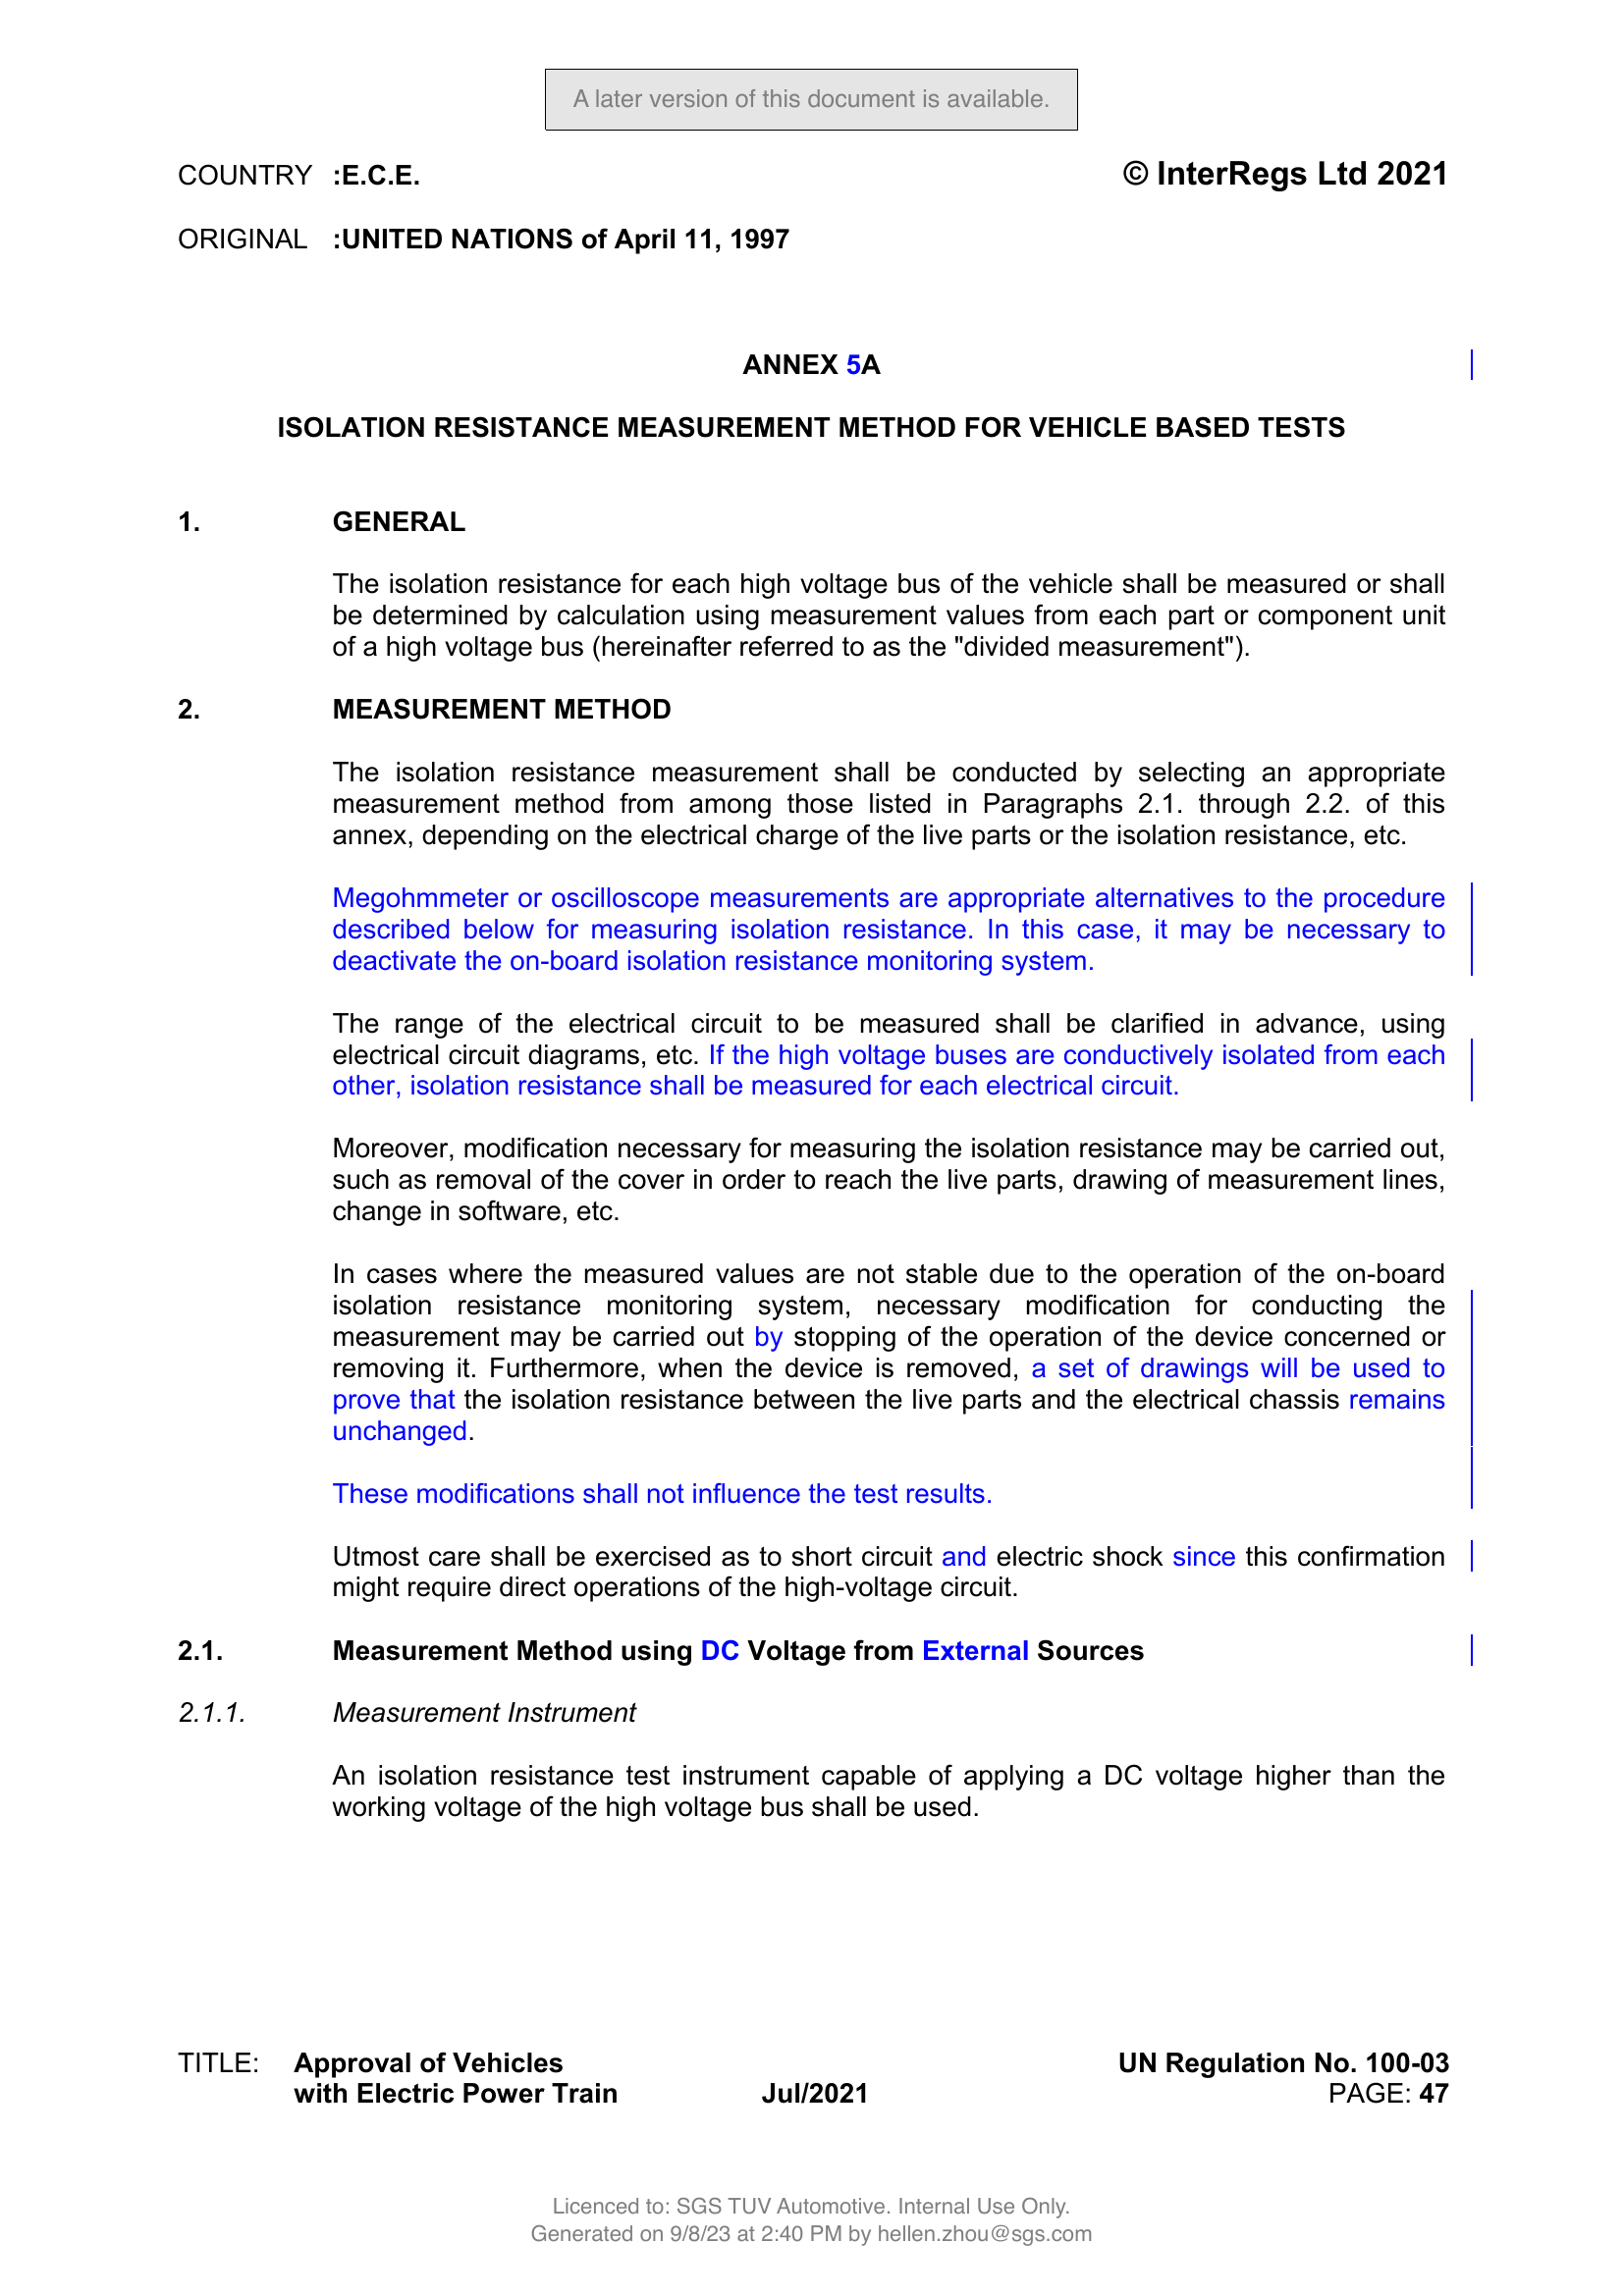 A later version of this document is available.
COUNTRY :E.C.E. © InterRegs Ltd 2021
ORIGINAL :UNITED NATIONS of April 11, 1997
ANNEX 5A
ISOLATION RESISTANCE MEASUREMENT METHOD FOR VEHICLE BASED TESTS
1. GENERAL
The isolation resistance for each high voltage bus of the vehicle shall be measured or shall
be determined by calculation using measurement values from each part or component unit
of a high voltage bus (hereinafter referred to as the "divided measurement").
2. MEASUREMENT METHOD
The isolation resistance measurement shall be conducted by selecting an appropriate
measurement method from among those listed in Paragraphs 2.1. through 2.2. of this
annex, depending on the electrical charge of the live parts or the isolation resistance, etc.
Megohmmeter or oscilloscope measurements are appropriate alternatives to the procedure
described below for measuring isolation resistance. In this case, it may be necessary to
deactivate the on-board isolation resistance monitoring system.
The range of the electrical circuit to be measured shall be clarified in advance, using
electrical circuit diagrams, etc. If the high voltage buses are conductively isolated from each
other, isolation resistance shall be measured for each electrical circuit.
Moreover, modification necessary for measuring the isolation resistance may be carried out,
such as removal of the cover in order to reach the live parts, drawing of measurement lines,
change in software, etc.
In cases where the measured values are not stable due to the operation of the on-board
isolation resistance monitoring system, necessary modification for conducting the
measurement may be carried out by stopping of the operation of the device concerned or
removing it. Furthermore, when the device is removed, a set of drawings will be used to
prove that the isolation resistance between the live parts and the electrical chassis remains
unchanged.
These modifications shall not influence the test results.
Utmost care shall be exercised as to short circuit and electric shock since this confirmation
might require direct operations of the high-voltage circuit.
2.1. Measurement Method using DC Voltage from External Sources
2.1.1. Measurement Instrument
An isolation resistance test instrument capable of applying a DC voltage higher than the
working voltage of the high voltage bus shall be used.
TITLE: Approval of Vehicles UN Regulation No. 100-03
with Electric Power Train Jul/2021 PAGE: 47
Licenced to: SGS TUV Automotive. Internal Use Only.
Generated on 9/8/23 at 2:40 PM by hellen.zhou@sgs.com